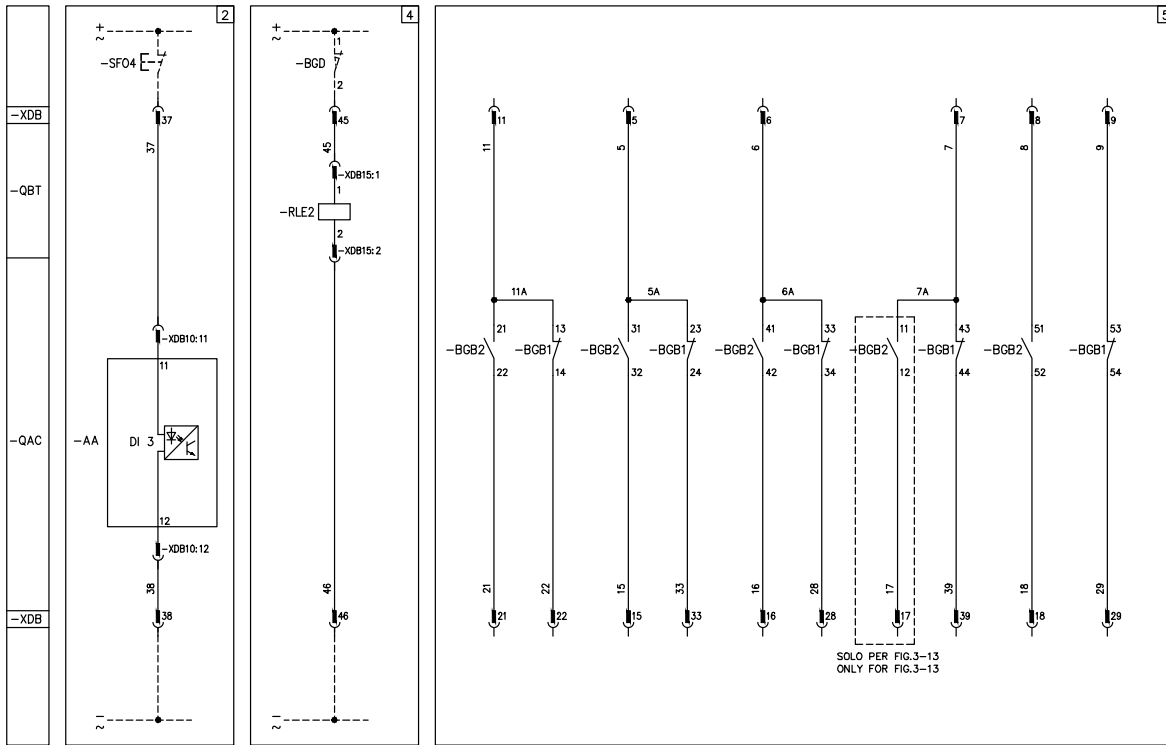 2
4
5
+
~
+
~
-SF04
1
-BGD
7
2
-XDB
37
45
11
5
6
7
8
9
37
45
11
5
6
7
8
9
-XDB15:1
1
-QBT
-RLE2
2
-XDB15:2
11A
5A
6A
7A
-XDB10:11
21
13
31
23
41
33
11
43
51
53
-BGB2
-BGB1
-BGB2
-BGB1
-BGB2
-BGB1
-BGB2
-BGB1
-BGB2
-BGB1
11
22
14
32
24
42
34
12
44
52
54
-QAC
-AA
DI 3
12
-XDB10:12
38
46
21
22
15
33
16
28
17
39
18
29
-XDB
38
46
21
22
15
33
16
28
17
39
18
29
SOLO PER FIG.3-13
ONLY FOR FIG.3-13
-
~
-
~